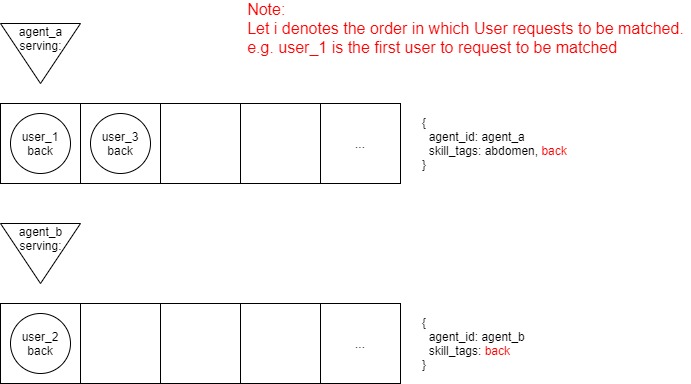 Note:
Let i denotes the order in which User requests to be matched.
e.g. user_1 is the first user to request to be matched
agent_a
serving:
user_1
back
user_3
back
...
{
agent_id: agent_a
skill_tags: abdomen, back
}
agent_b
serving:
user_2
back
...
{
agent_id: agent_b
skill_tags: back
}